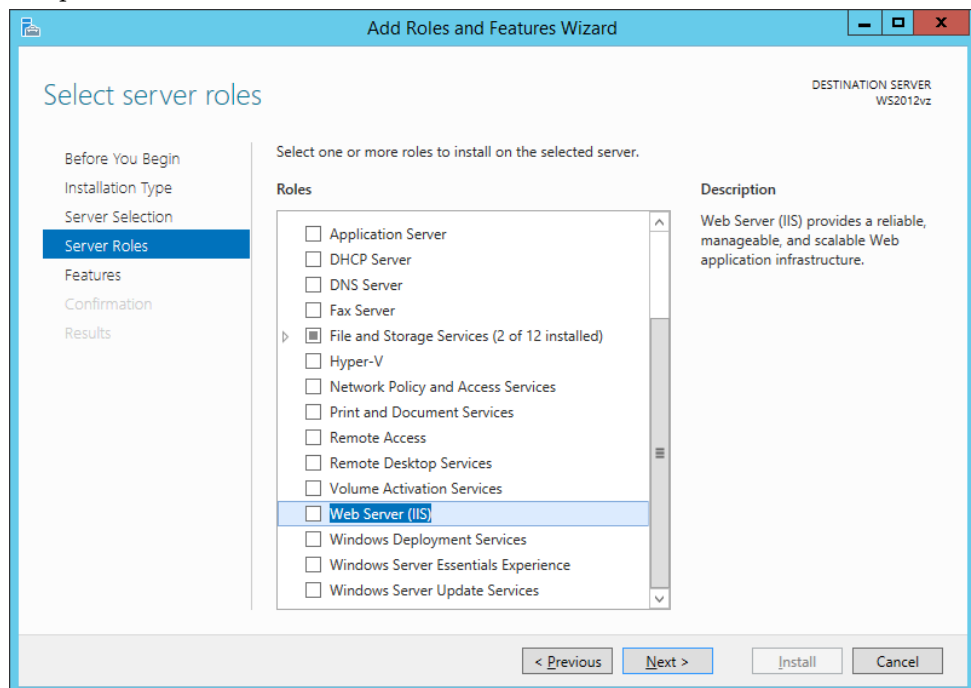 Add Roles and Features Wizard
Select server roles
DESTINATION SERVER
WS2012vz
Before You Begin
Installation Type
Server Selection
Server Roles
Features
Confirmation
Results
Select one or more roles to install on the selected server.
Roles
Application Server
DHCP Server
DNS Server
Fax Server
File and Storage Services (2 of 12 installed)
Hyper-V
Network Policy and Access Services
Print and Document Services
Remote Access
Remote Desktop Services
Volume Activation Services
Web Server (IIS)
Windows Deployment Services
Windows Server Essentials Experience
Windows Server Update Services
Description
Web Server (IIS) provides a reliable,
manageable, and scalable Web
application infrastructure.
< Previous
Next >
Install
Cancel